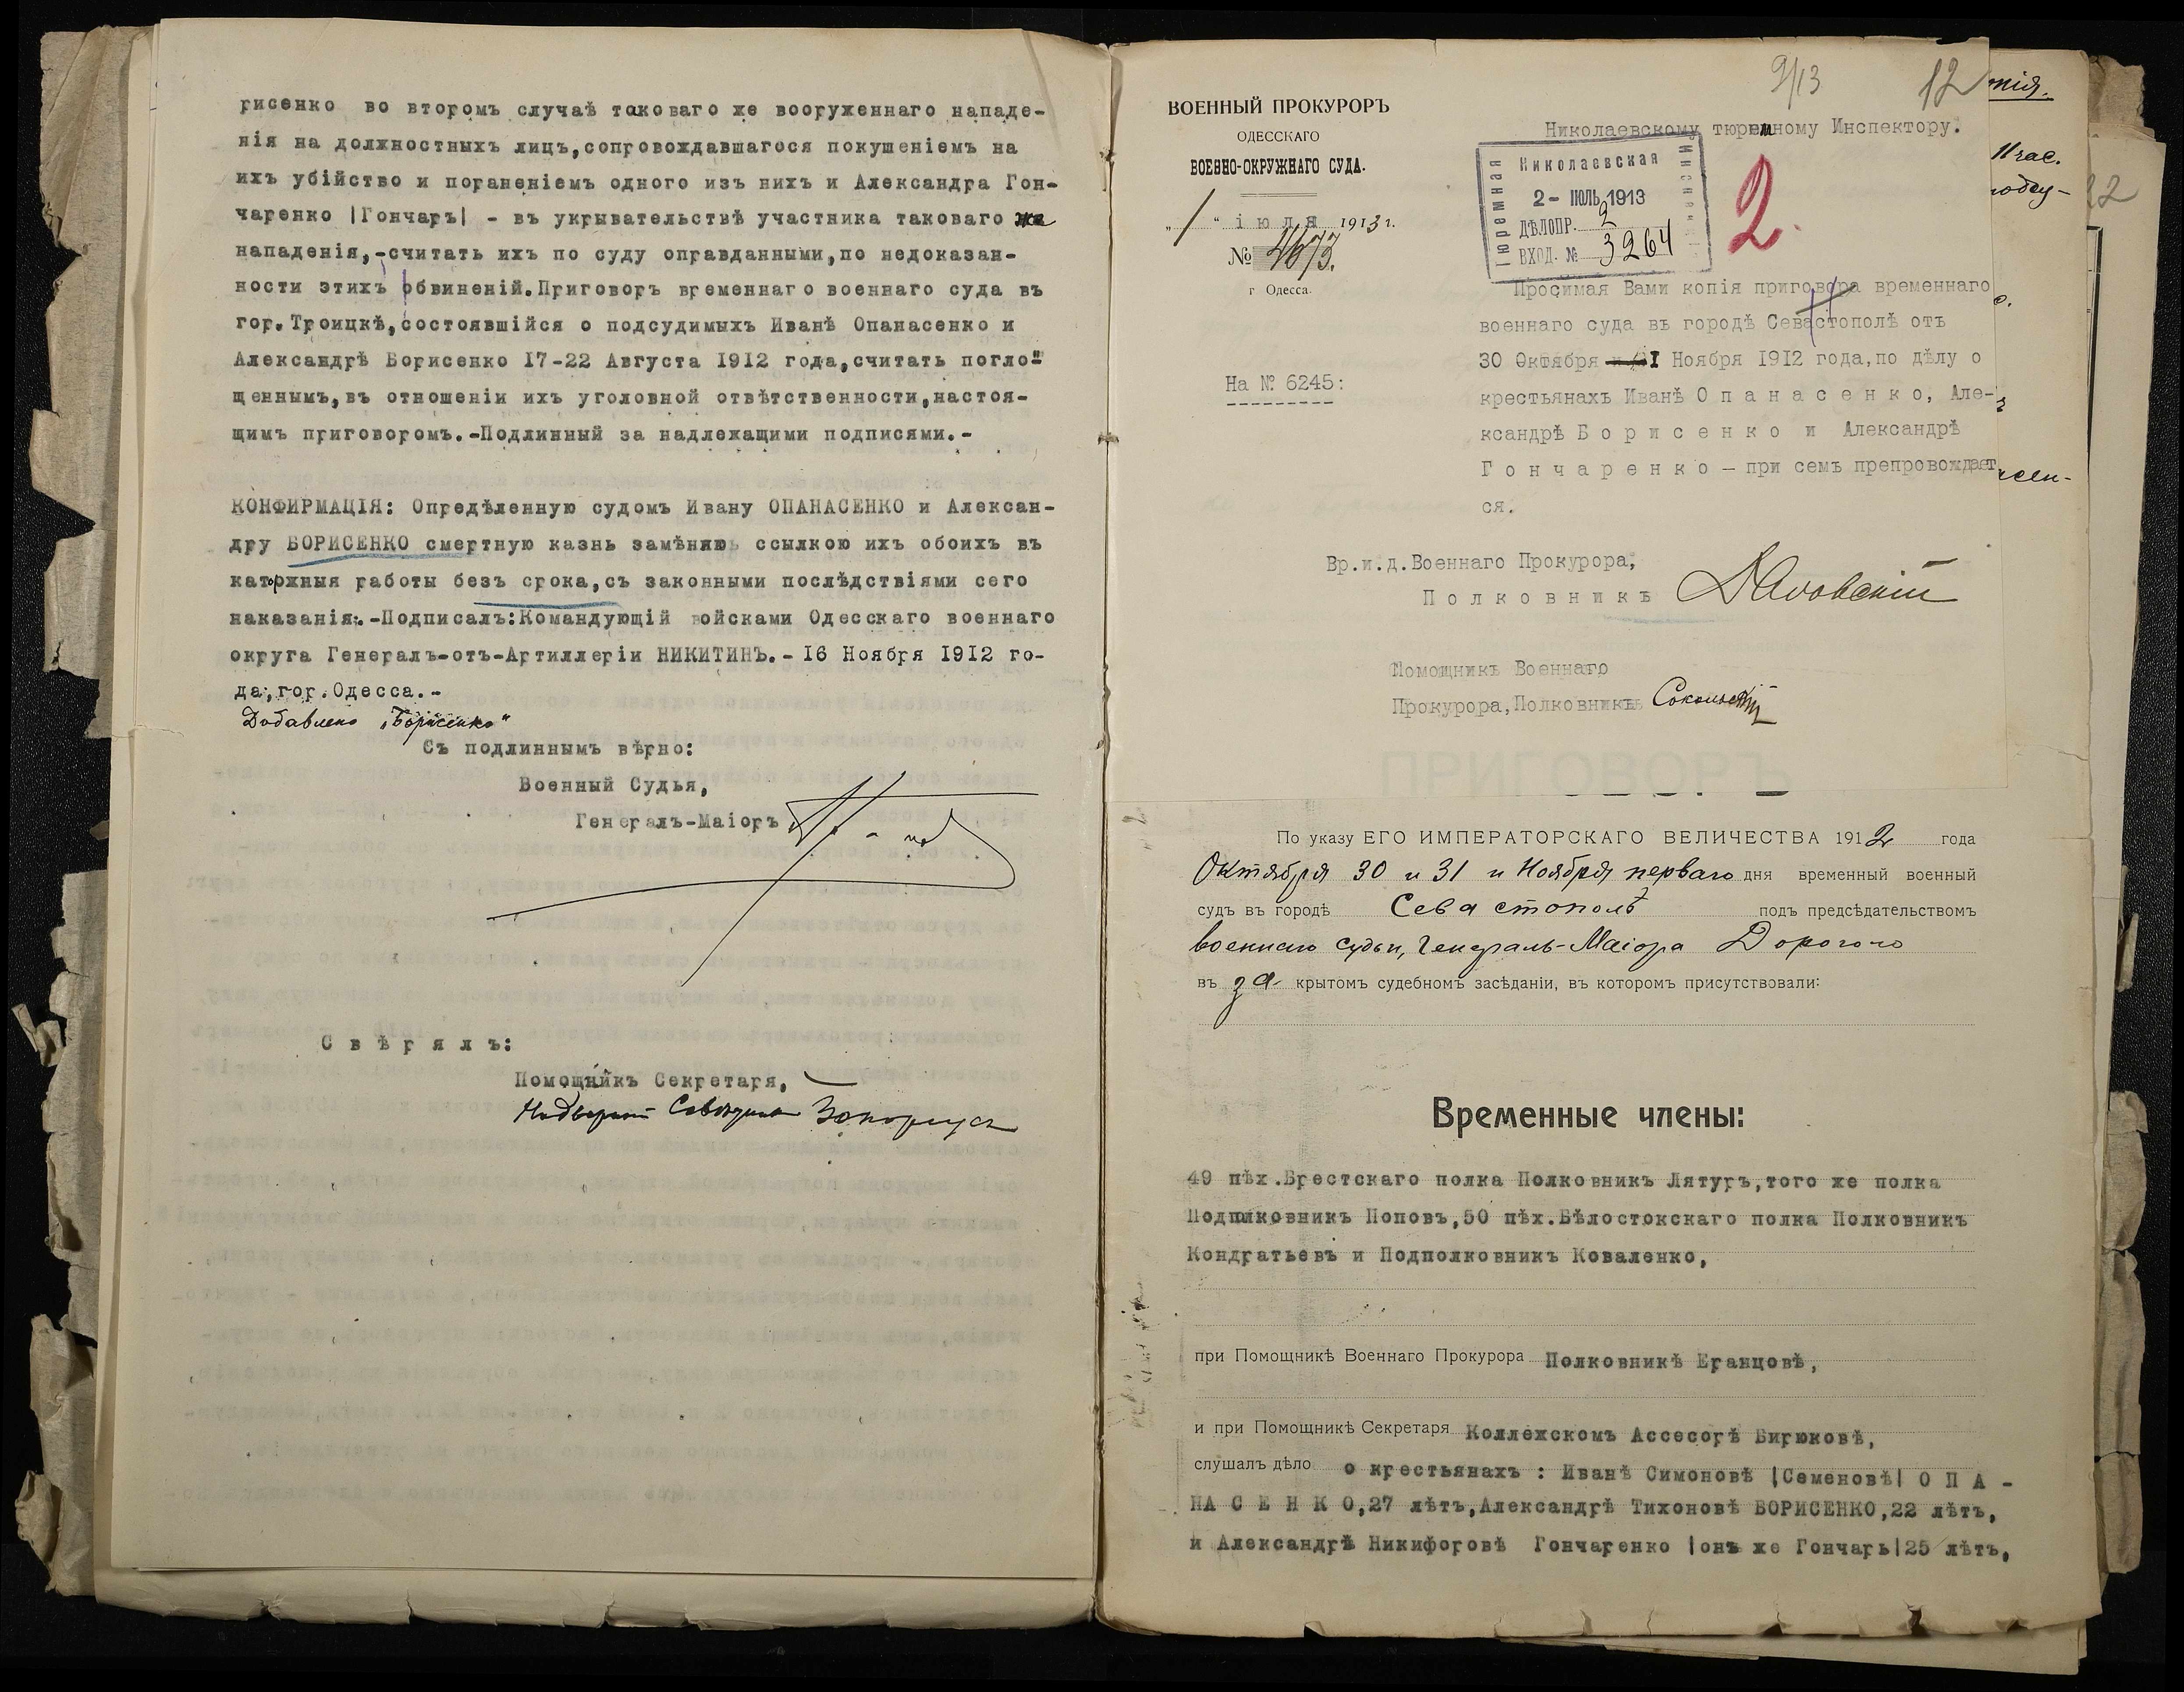 рисенко во второмъ случаѣ таковаго же вооруженнаго нападе-
нія на должностныхъ лицъ,сопровождавшагося покушеніемъ на
ихъ убійство и пораненіемъ одного изъ нихъ и Александра Гон-
чаренко |Гончаръ| - въ укрывательствѣ участника таковаго же
нападенія,-считать ихъ по суду оправданными,по недоказан-
ности этихъ обвиненій.Приговоръ временнаго военнаго суда въ
гор.Троицкѣ,состоявшійся о подсудимыхъ Иванѣ Опанасенко и
Александрѣ Борисенко 17-22 Августа 1912 года,считать погло-
щеннымъ,въ отношеніи ихъ уголовной отвѣтственности,настоя-
щимъ приговоромъ.-Подлинный за надлежащими подписями.-
КОНФИРМАЦІЯ: Опредѣленную судомъ Ивану ОПАНАСЕНКО и Алексан-
дру БОРИСЕНКО смертную казнь замѣняю ссылкою ихъ обоихъ въ
каторжныя работы безъ срока,съ законными послѣдствіями сего
наказанія.-Подписалъ:Командующій войсками Одесскаго военнаго
округа Генералъ-отъ-Артиллеріи НИКИТИНЪ.-16 Ноября 1912 го-
да,гор.Одесса.-
Добавлено „Борисенко"
Съ подлиннымъ вѣрно:
Военный Судья,
Генералъ-Маіоръ
Свѣрялъ:
Помощникъ Секретаря,
Надворный Совѣтникъ
9/13
12
ВОЕННЫЙ ПРОКУРОРЪ
ОДЕССКАГО
ВОЕННО-ОКРУЖНАГО СУДА.
„1" іюля 1913 г.
№ 4673.
г Одесса.
На № 6245:
Николаевскому тюремному Инспектору.
Николаевская
Тюремная
2- ІЮЛЬ 1913
ДѢЛОПР. 2
ВХОД. № 3264
2.
Просимая Вами копія приговора временнаго
военнаго суда въ городѣ Севастополѣ отъ
30 Октября 1 Ноября 1912 года,по дѣлу о
крестьянахъ Иванѣ Опанасенко, Але-
ксандрѣ Борисенко и Александрѣ
Гончаренко - при семъ препровождает
ся.
Вр.и.д.Военнаго Прокурора,
Полковникъ
Помощникъ Военнаго
Прокурора,Полковникъ
ПРИГОВОРЪ
По указу ЕГО ИМПЕРАТОРСКАГО ВЕЛИЧЕСТВА 1912 года
Октября 30 и 31 и Ноября перваго дня временный военный
судъ въ городѣ Севастополѣ подъ предсѣдательствомъ
военнаго судьи, Генералъ-Маіора Дорогого
въ закрытомъ судебномъ засѣданіи, въ которомъ присутствовали:
Временные члены:
49 пѣх.Брестскаго полка Полковникъ Лятуръ,того же полка
Подполковникъ Поповъ,50 пѣх.Бѣлостокскаго полка Полковникъ
Кондратьевъ и Подполковникъ Коваленко,
при Помощникѣ Военнаго Прокурора Полковникѣ Еранцовѣ,
и при Помощникѣ Секретаря Коллежскомъ Ассесорѣ Бирюковѣ,
слушалъ дѣло о крестьянахъ : Иванѣ Симоновѣ |Семеновѣ| ОПА-
НАСЕНКО,27 лѣтъ,Александрѣ Тихоновѣ БОРИСЕНКО,22 лѣтъ,
и Александрѣ Никифоровѣ Гончаренко |онъ же Гончаръ|25 лѣтъ,
11 час.